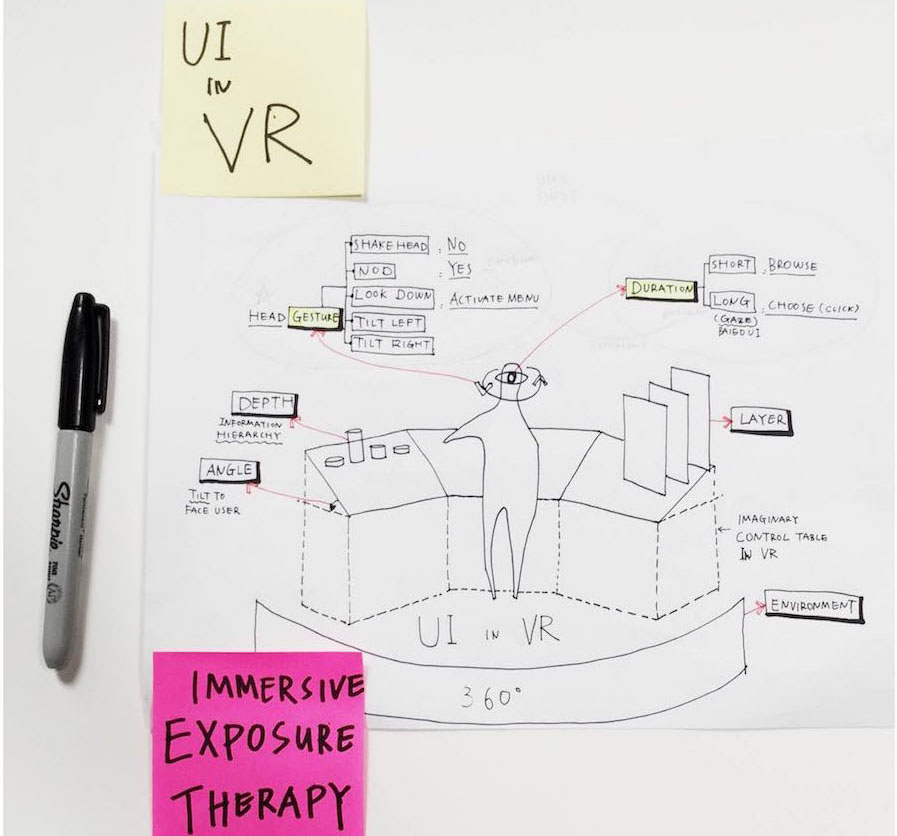 UI
IN
VR
SHAKE HEAD : NO
NOD : YES
LOOK DOWN : ACTIVATE MENU
HEAD GESTURE
TILT LEFT
TILT RIGHT
DURATION
SHORT : BROWSE
LONG : CHOOSE (CLICK)
(GAZE)
BASED UI
DEPTH
INFORMATION
HIERARCHY
ANGLE
TILT TO
FACE USER
LAYER
IMAGINARY
CONTROL TABLE
IN VR
ENVIRONMENT
UI IN VR
360°
Sharpie
IMMERSIVE
EXPOSURE
THERAPY